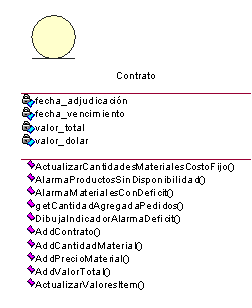 Contrato
fecha_adjudicación
fecha_vencimiento
valor_total
valor_dolar
ActualizarCantidadesMaterialesCostoFijo()
AlarmaProductosSinDisponibilidad()
AlarmaMaterialesConDeficit()
getCantidadAgregadaPedidos()
DibujaIndicadorAlarmaDeficit()
AddContrato()
AddCantidadMaterial()
AddPrecioMaterial()
AddValorTotal()
ActualizarValoresItem()